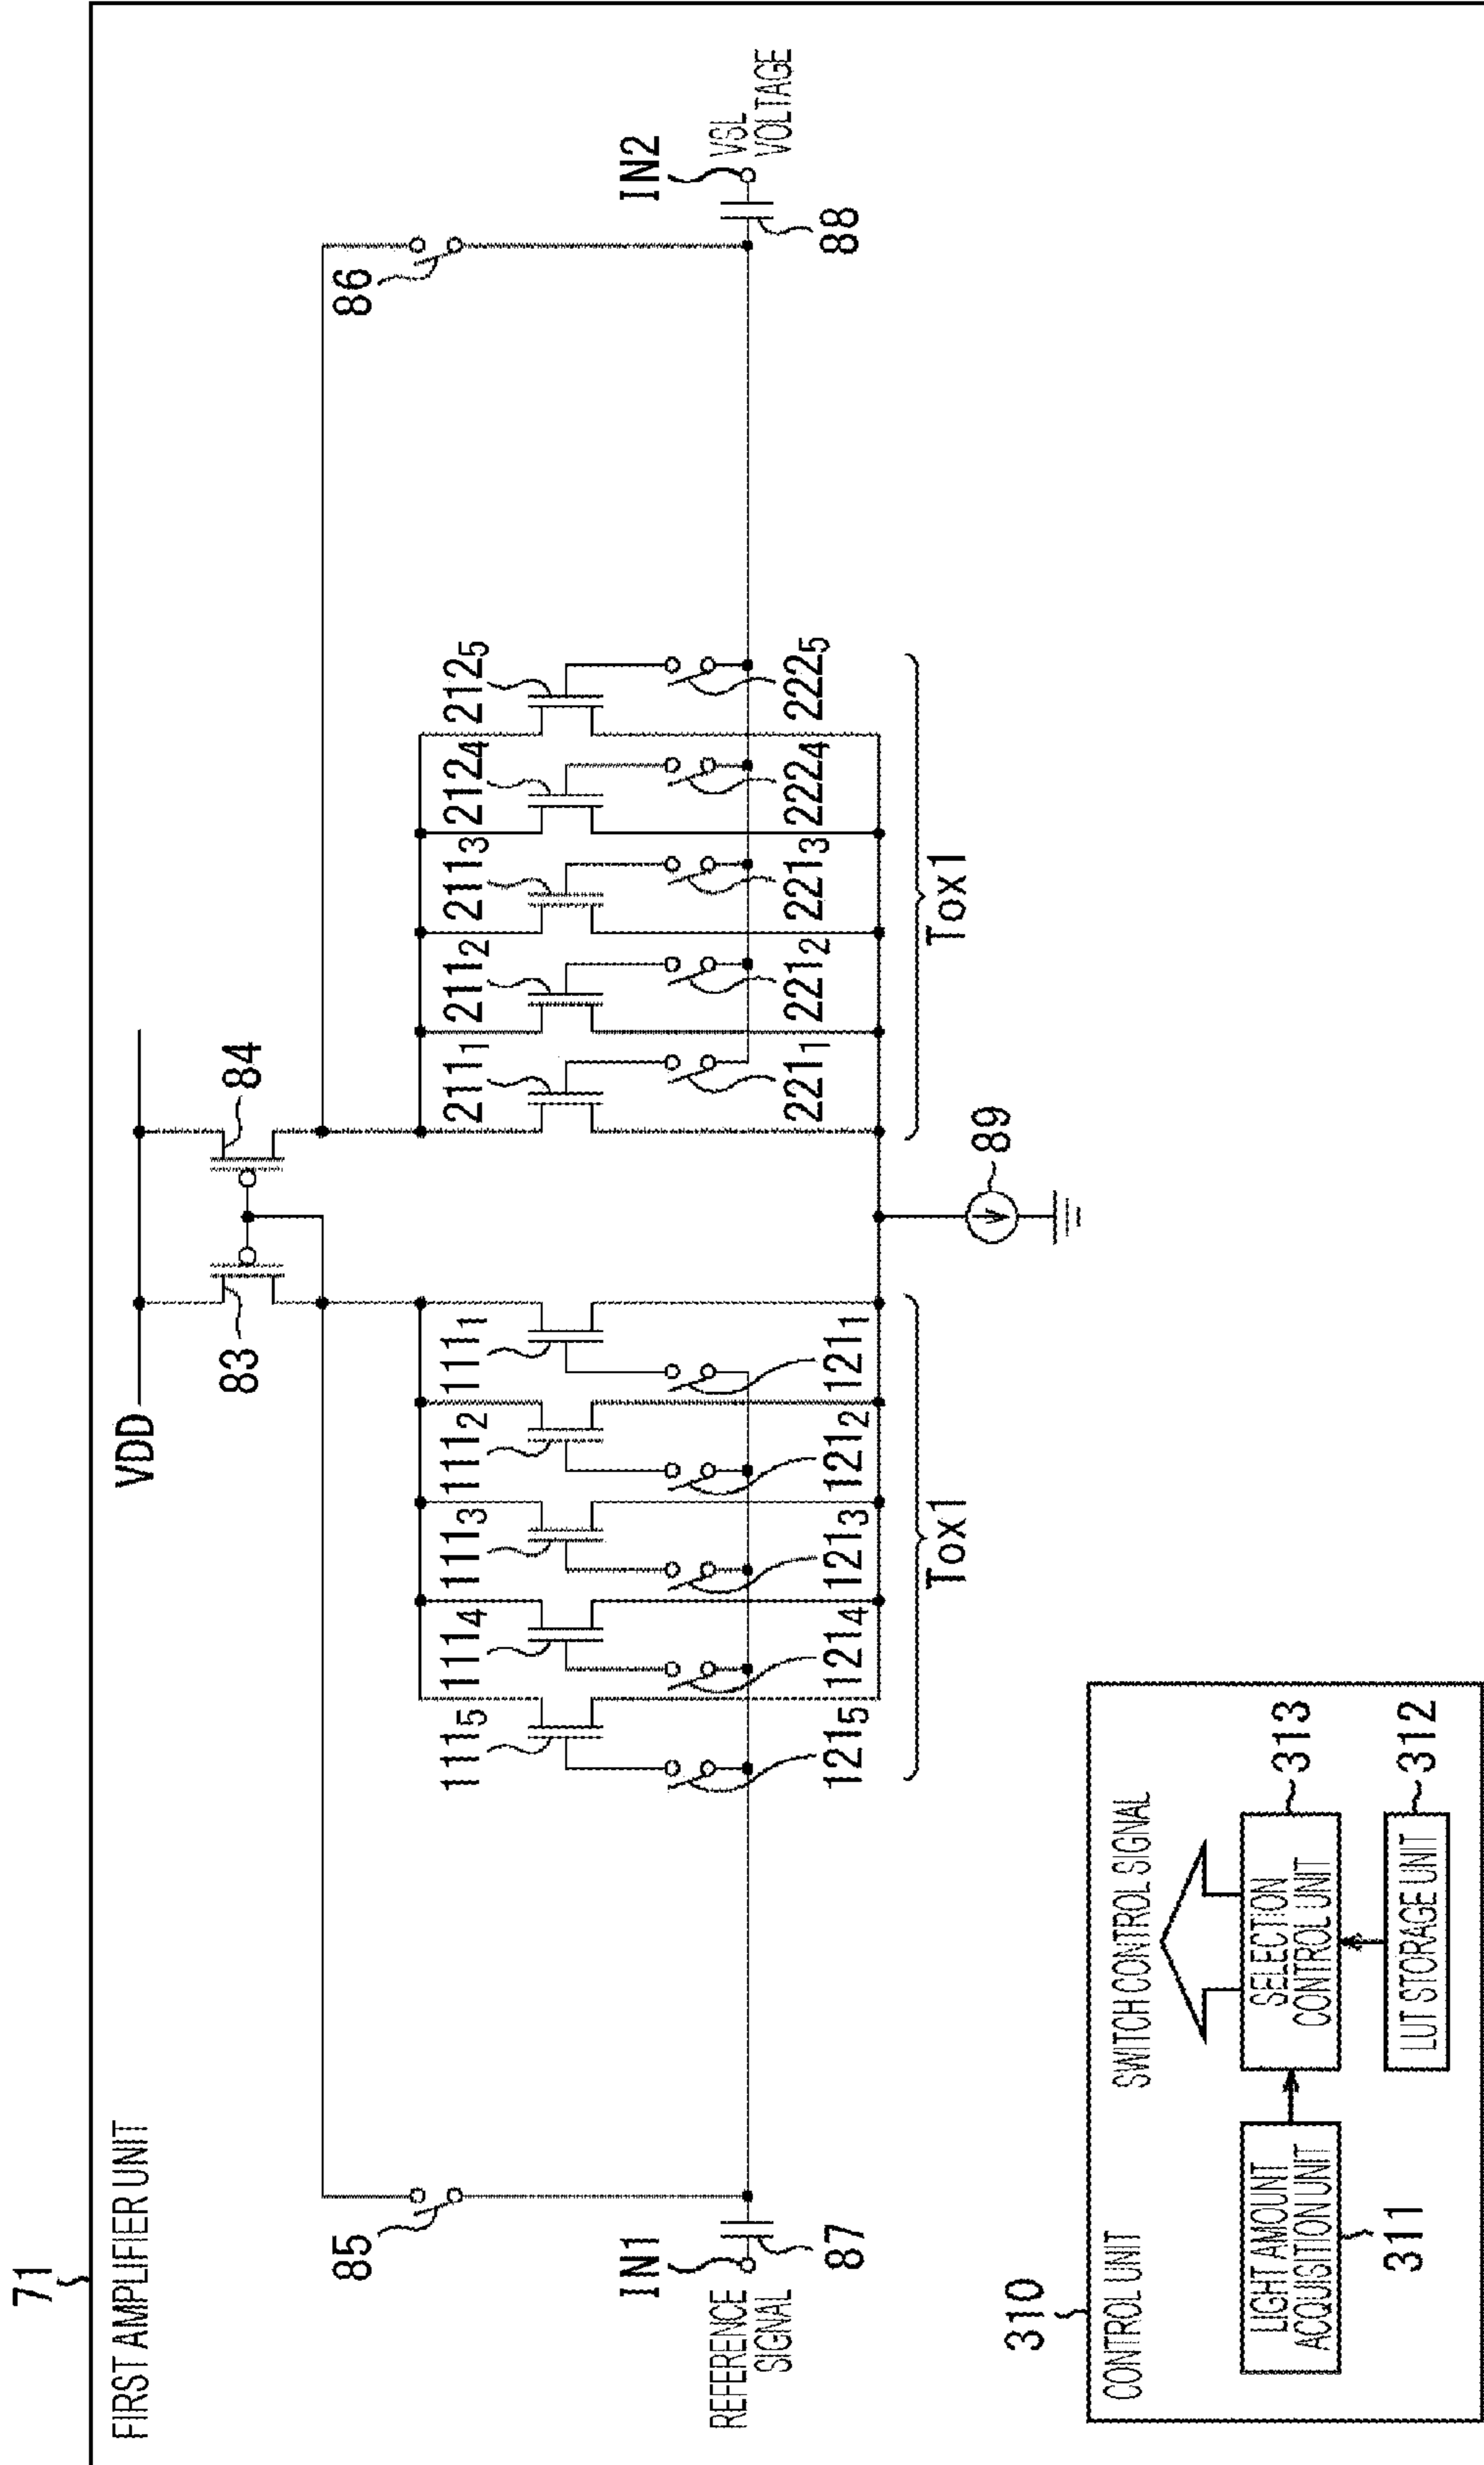 71
FIRST AMPLIFIER UNIT
VDD
83
84
85
86
1115
1114
1113
1112
1111
2111
2112
2113
2124
2125
IN1
REFERENCE
SIGNAL
87
IN2
VSL
VOLTAGE
88
1215
1214
1213
1212
1211
2211
2212
2213
2224
2225
Tox1
89
Tox1
310
CONTROL UNIT
SWITCH CONTROL SIGNAL
LIGHT AMOUNT
ACQUISITION UNIT
311
SELECTION
CONTROL UNIT
313
LUT STORAGE UNIT
312